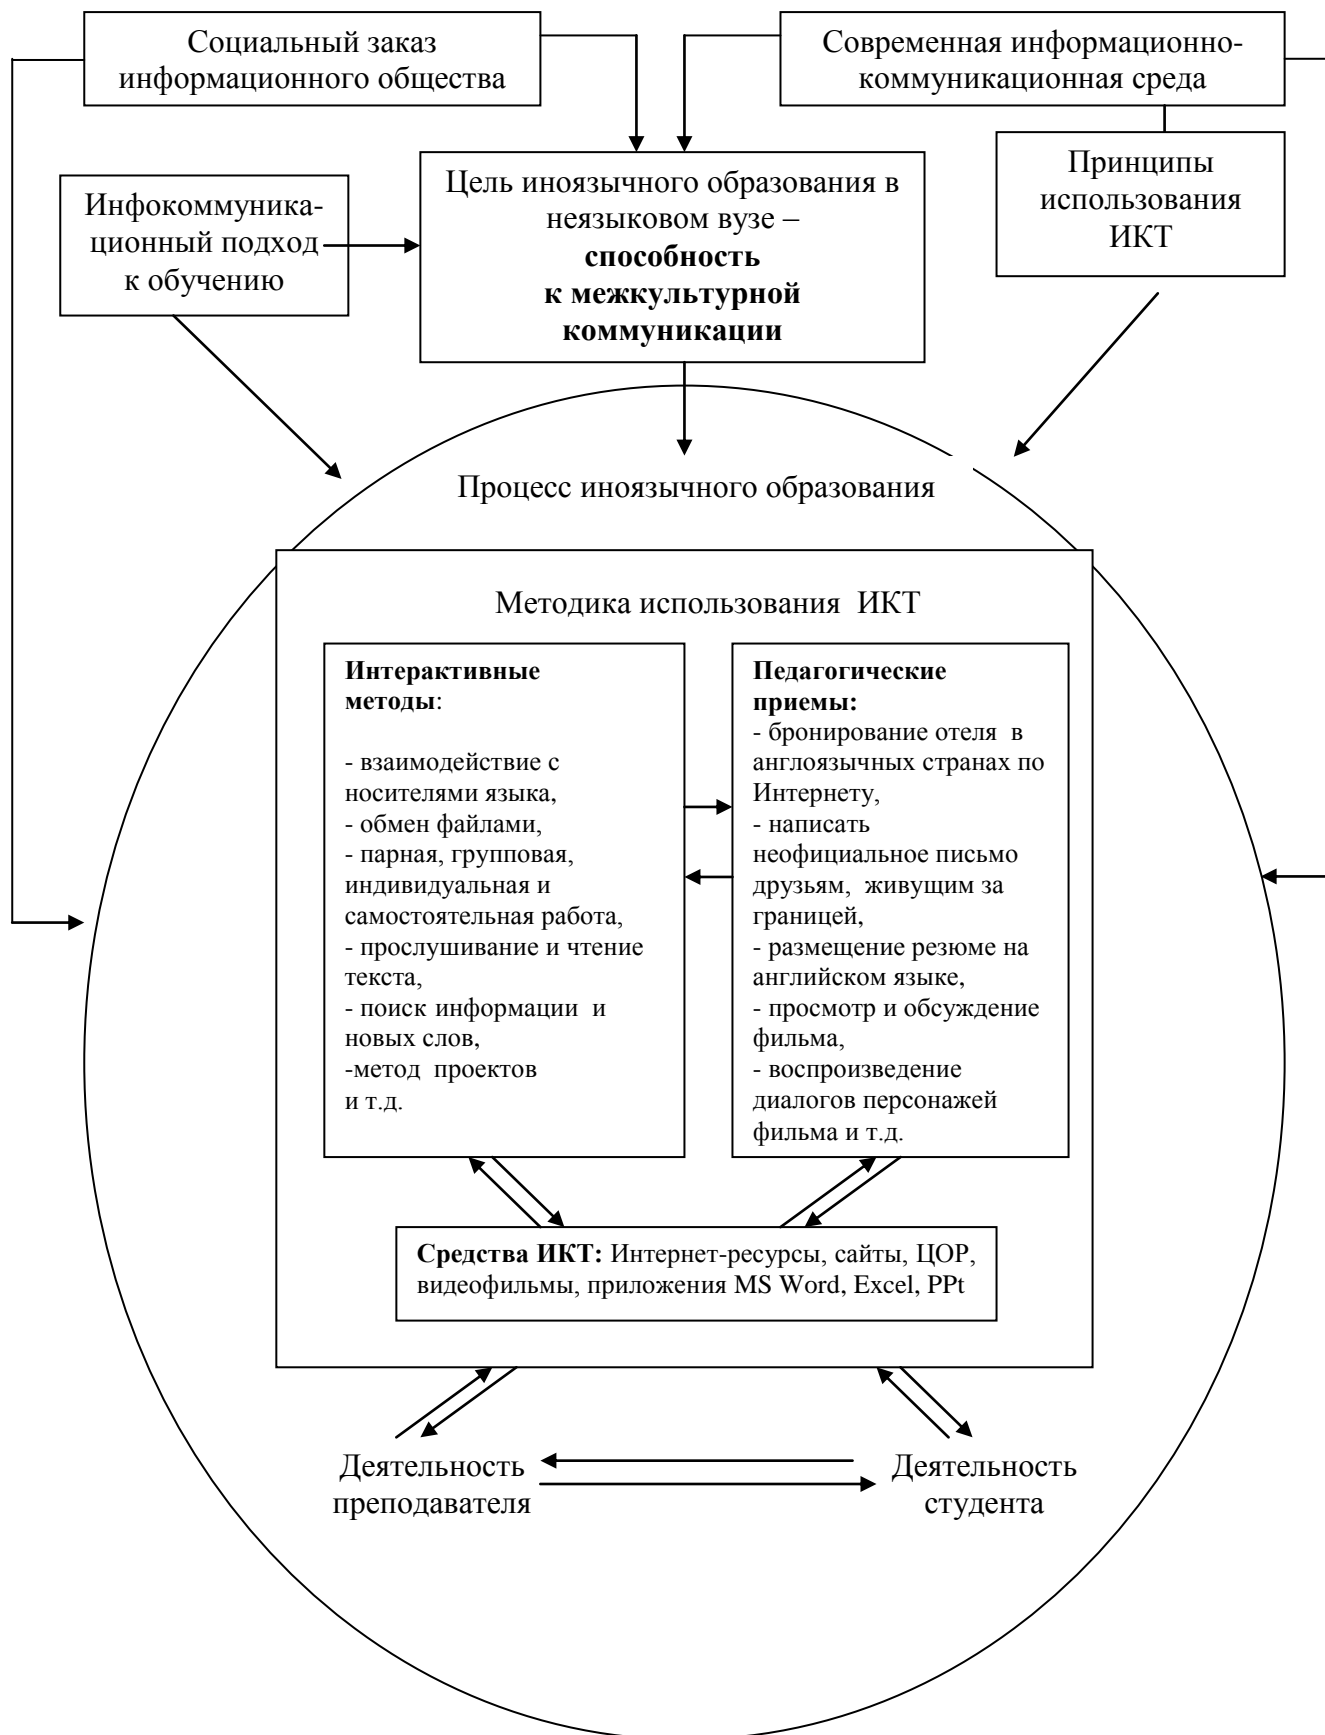 Социальный заказ
информационного общества
Современная информационно-
коммуникационная среда
Инфокоммуника-
ционный подход
к обучению
Цель иноязычного образования в
неязыковом вузе –
способность
к межкультурной
коммуникации
Принципы
использования
ИКТ
Процесс иноязычного образования
Методика использования ИКТ
Интерактивные
методы:
- взаимодействие с
носителями языка,
- обмен файлами,
- парная, групповая,
индивидуальная и
самостоятельная работа,
- прослушивание и чтение
текста,
- поиск информации и
новых слов,
-метод проектов
и т.д.
Педагогические
приемы:
- бронирование отеля в
англоязычных странах по
Интернету,
- написать
неофициальное письмо
друзьям, живущим за
границей,
- размещение резюме на
английском языке,
- просмотр и обсуждение
фильма,
- воспроизведение
диалогов персонажей
фильма и т.д.
Средства ИКТ: Интернет-ресурсы, сайты, ЦОР,
видеофильмы, приложения MS Word, Excel, PPt
Деятельность
преподавателя
Деятельность
студента